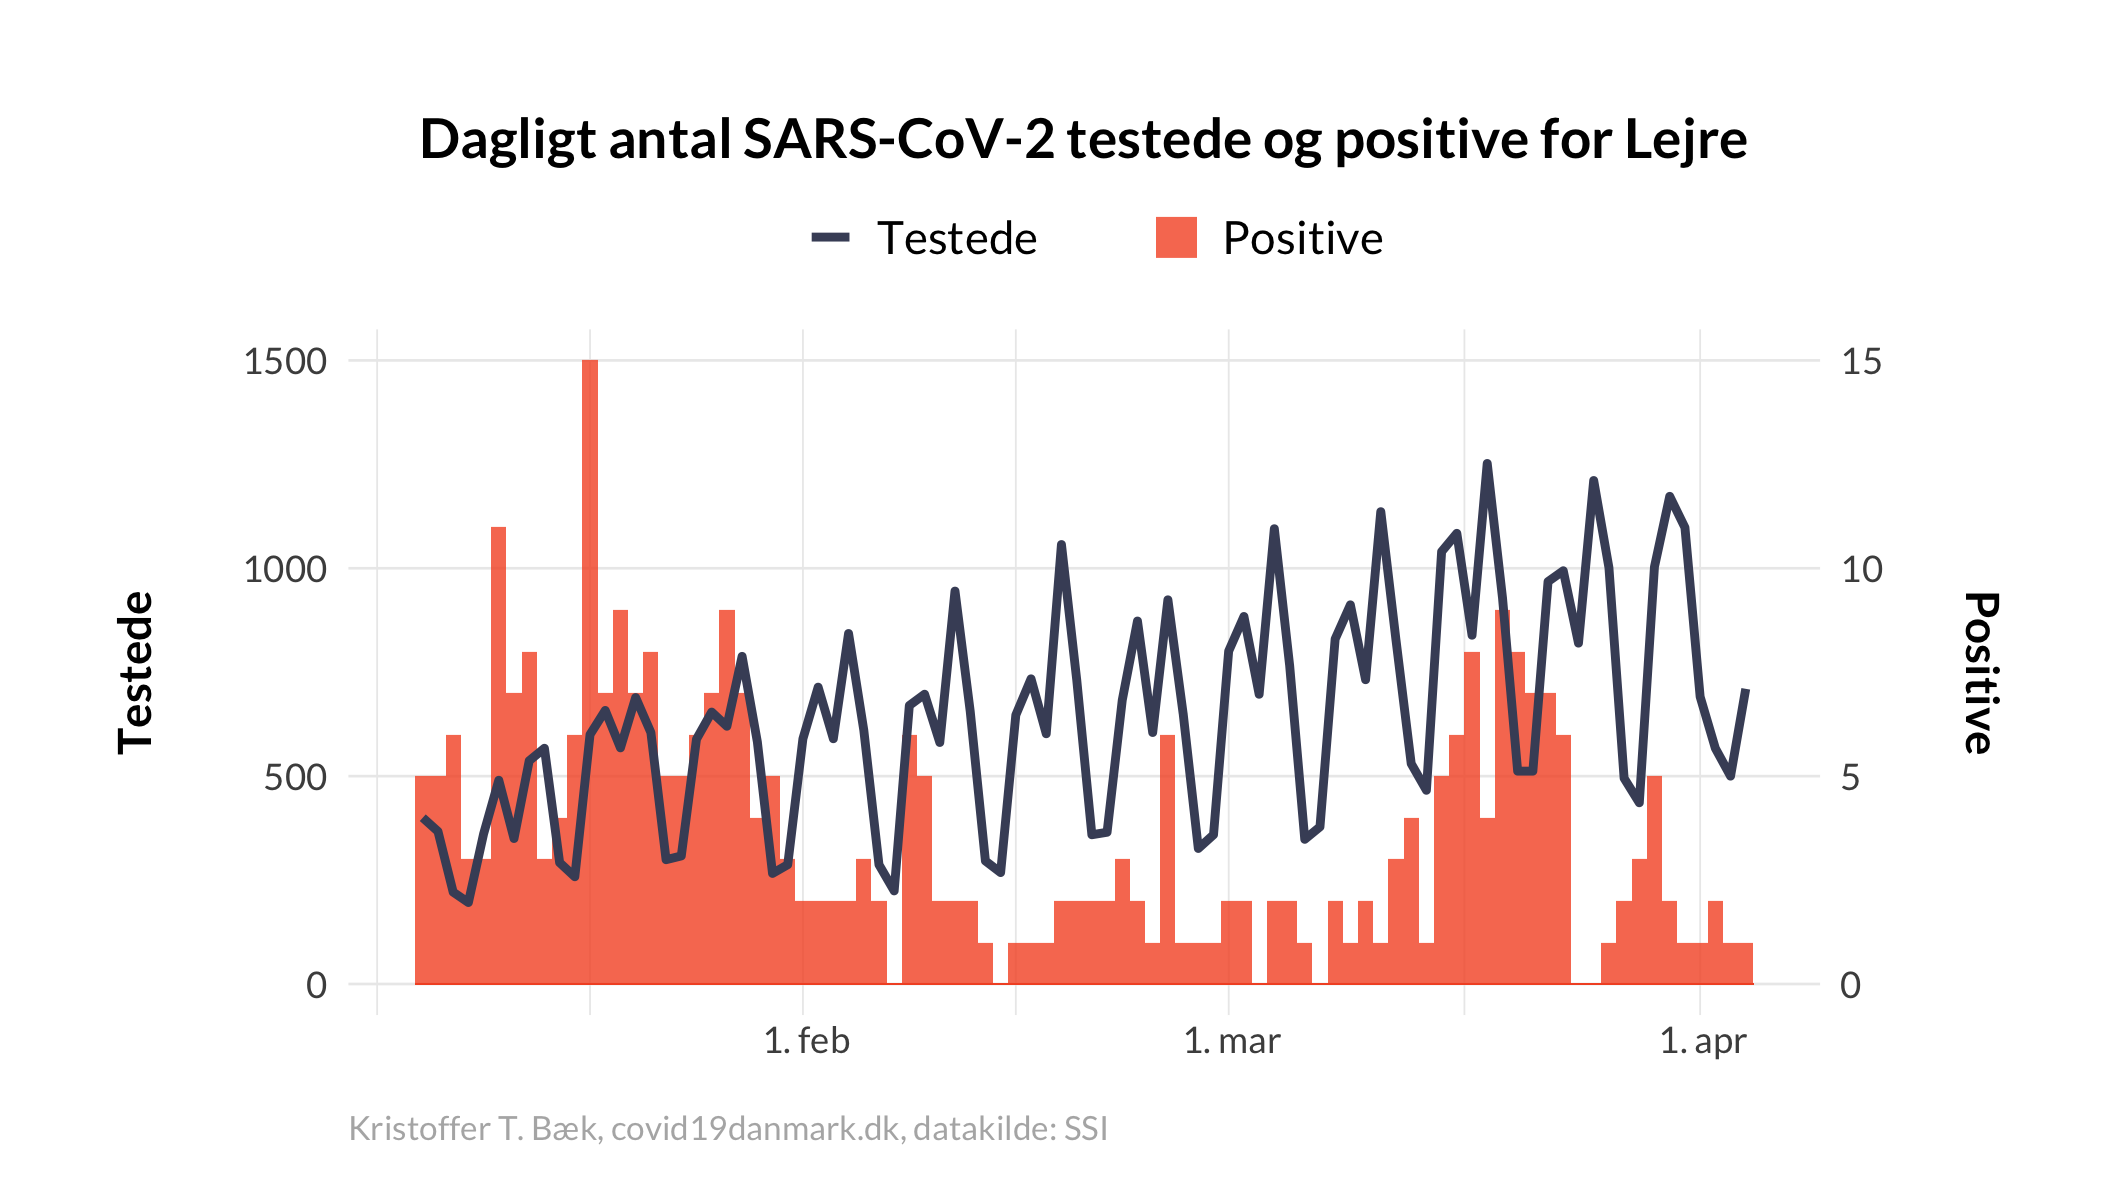 Dagligt antal SARS-CoV-2 testede og positive for Lejre
Testede
Positive
1500
1000
500
0
15
10
5
0
Testede
Positive
1. feb
1. mar
1. apr
Kristoffer T. Bæk, covid19danmark.dk, datakilde: SSI